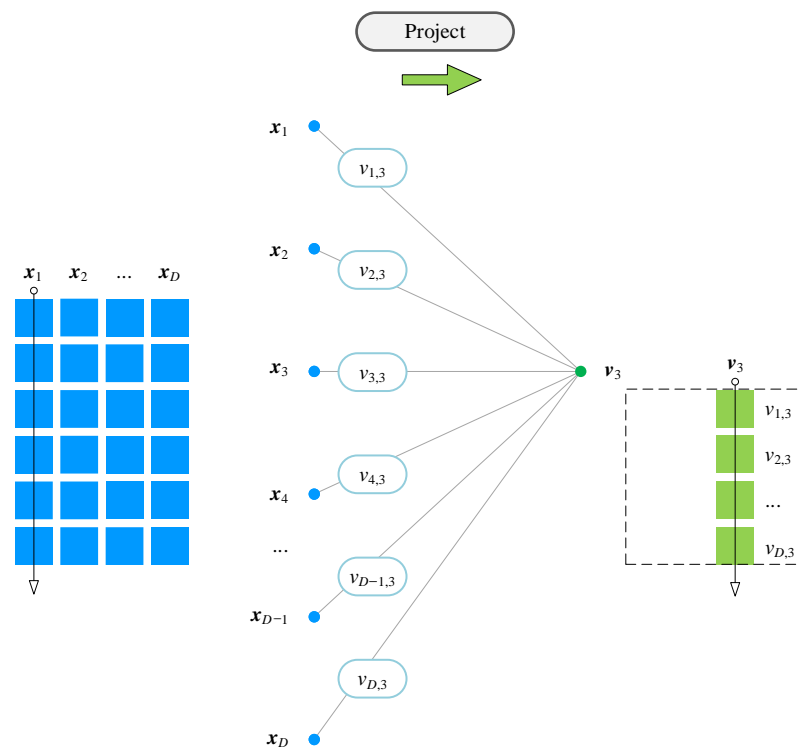 Project
x1
v1,3
x2
v2,3
x1 x2 ... xD
x3
v3,3
v3
v3
v1,3
v2,3
...
vD,3
v4,3
x4
...
vD−1,3
xD−1
vD,3
xD